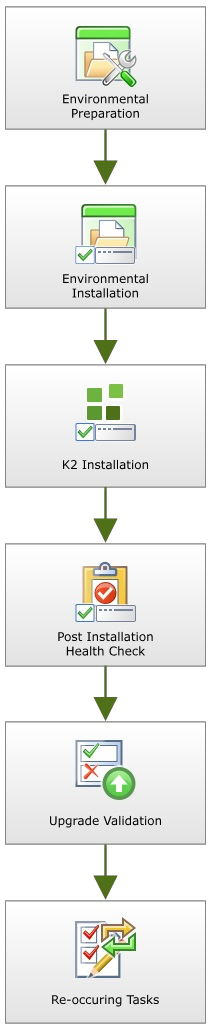 Environmental
Preparation
Environmental
Installation
K2 Installation
Post Installation
Health Check
Upgrade Validation
Re-occuring Tasks